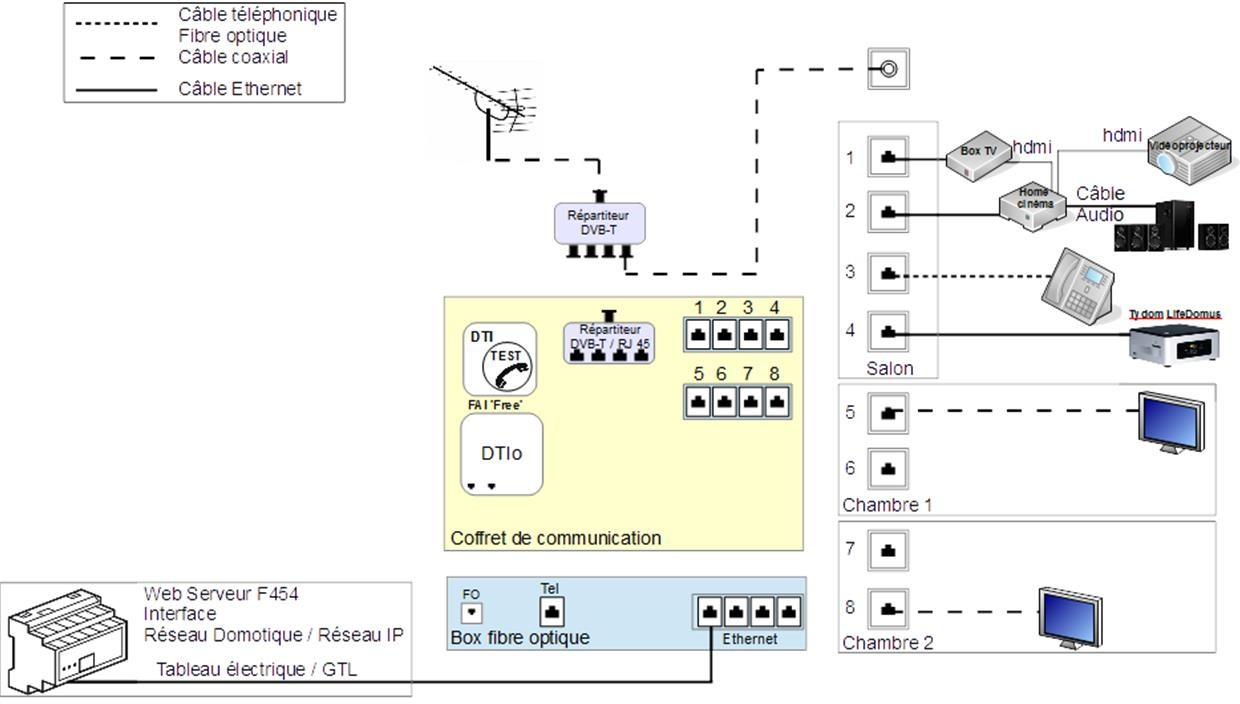 Câble téléphonique
Fibre optique
Câble coaxial
Câble Ethernet
Répartiteur
DVB-T
1
Box TV
hdmi
hdmi
Vidéoprojecteur
2
Home
cinéma
Câble
Audio
3
4
Tydom LifeDomus
Salon
DTI
TEST
FAI "Free"
DTIo
Répartiteur
DVB-T / RJ 45
1 2 3 4
5 6 7 8
Coffret de communication
5
6
Chambre 1
7
8
Chambre 2
FO
Tel
Box fibre optique
Ethernet
Web Serveur F454
Interface
Réseau Domotique / Réseau IP
Tableau électrique / GTL